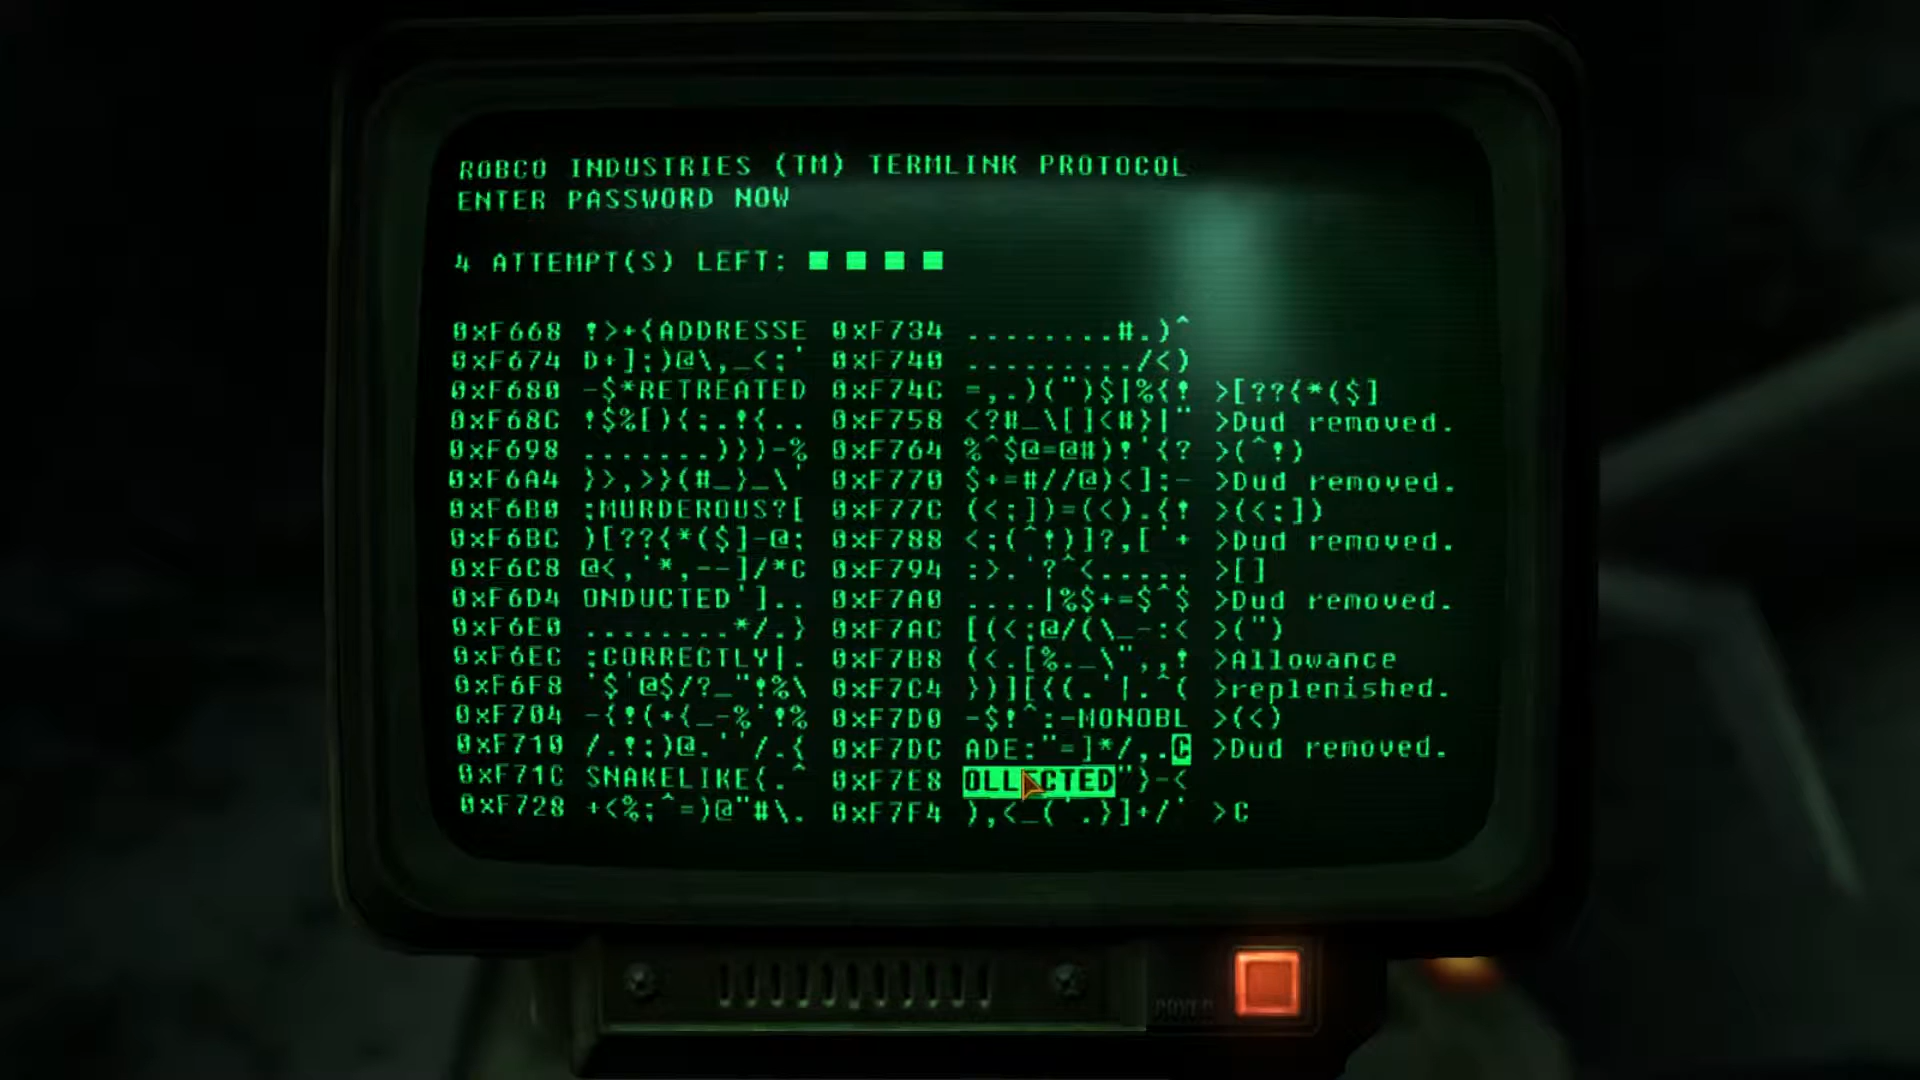 ROBCO INDUSTRIES (TM) TERMLINK PROTOCOL
ENTER PASSWORD NOW
4 ATTEMPT(S) LEFT: ■ ■ ■ ■
0xF668 !>+{ADDRESSE 0xF734 ........#.)^
0xF674 D+];)@\,_<;' 0xF740 ........./<)
0xF680 -$*RETREATED 0xF74C =,.)(")$|%{! >[??{*($]
0xF68C !$%[){;.!{.. 0xF758 <?#_\[]<#}|" >Dud removed.
0xF698 .......)})-% 0xF764 %^$@=@#)!'{? >(^!)
0xF6A4 }>,>}(#_}_\' 0xF770 $+=#//@)<]:- >Dud removed.
0xF6B0 ;MURDEROUS?[ 0xF77C (<;])=(<).{! >(<;])
0xF6BC )[??{*($]-@; 0xF788 <;(^!)]?,['+ >Dud removed.
0xF6C8 @<,'*,--]/*C 0xF794 :>.'?^<..... >[]
0xF6D4 ONDUCTED'].. 0xF7A0 ....|%$+=$^$ >Dud removed.
0xF6E0 ........*/.} 0xF7AC [(<;@/(\_-:< >(")
0xF6EC ;CORRECTLY|. 0xF7B8 (<.[%._\",,! >Allowance
0xF6F8 '$'@$/?_"!%\ 0xF7C4 })][{(.'|.^( >replenished.
0xF704 -{!(+{_-%'!% 0xF7D0 -$!^:-MONOBL >(<)
0xF710 /.!;)@.''/.{ 0xF7DC ADE:"=]*/,.C >Dud removed.
0xF71C SNAKELIKE{.^ 0xF7E8 OLLECTED"}-<
0xF728 +<%;^=)@"#\. 0xF7F4 ),<_('.}]+/' >C
POWER